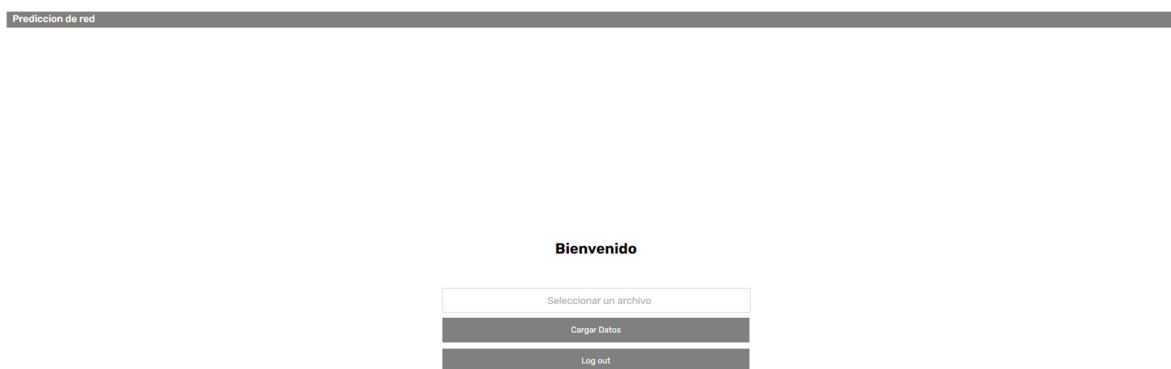 Prediccion de red
Bienvenido
Seleccionar un archivo
Cargar Datos
Log out